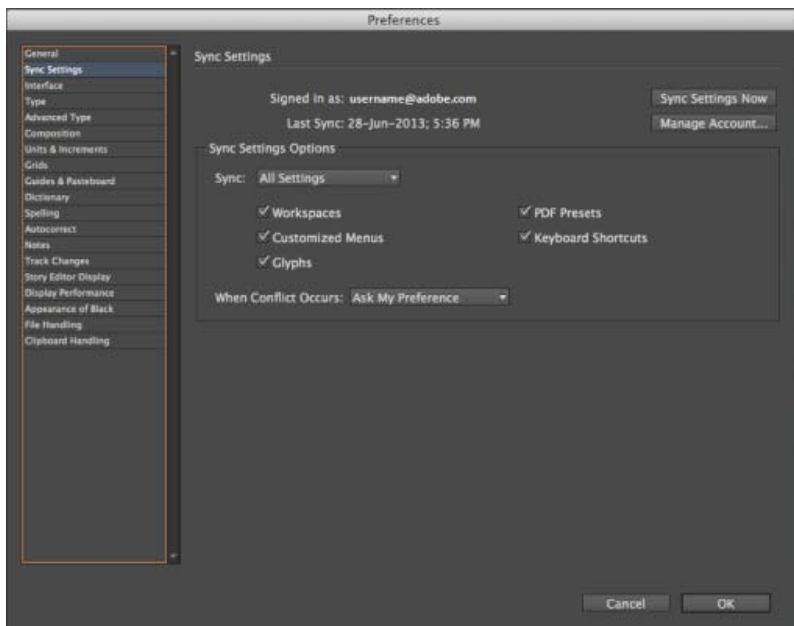 Preferences
General
Sync Settings
Interface
Type
Advanced Type
Composition
Units & Increments
Grids
Guides & Pasteboard
Dictionary
Spelling
Autocorrect
Notes
Track Changes
Story Editor Display
Display Performance
Appearance of Black
File Handling
Clipboard Handling
Sync Settings
Signed in as: username@adobe.com
Sync Settings Now
Last Sync: 28-Jun-2013; 5:36 PM
Manage Account...
Sync Settings Options
Sync: All Settings
Workspaces
PDF Presets
Customized Menus
Keyboard Shortcuts
Glyphs
When Conflict Occurs: Ask My Preference
Cancel
OK